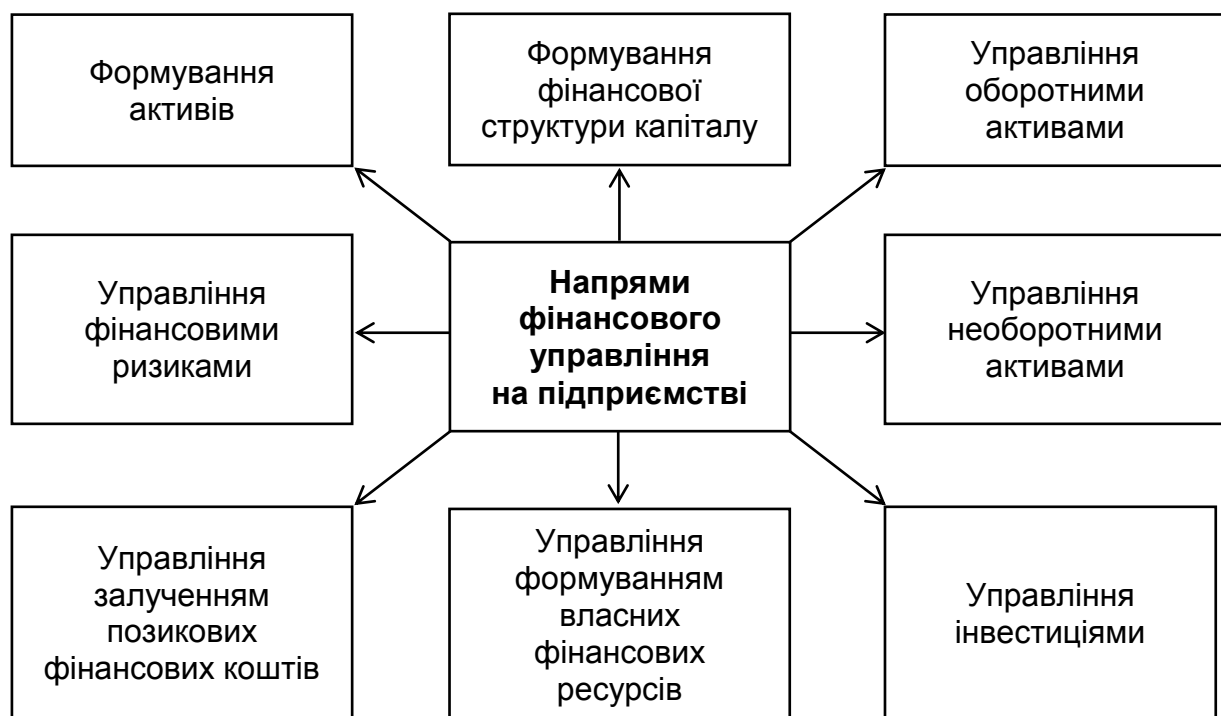 Формування
активів
Формування
фінансової
структури капіталу
Управління
оборотними
активами
Управління
фінансовими
ризиками
Напрями
фінансового
управління
на підприємстві
Управління
необоротними
активами
Управління
залученням
позикових
фінансових коштів
Управління
формуванням
власних
фінансових
ресурсів
Управління
інвестиціями